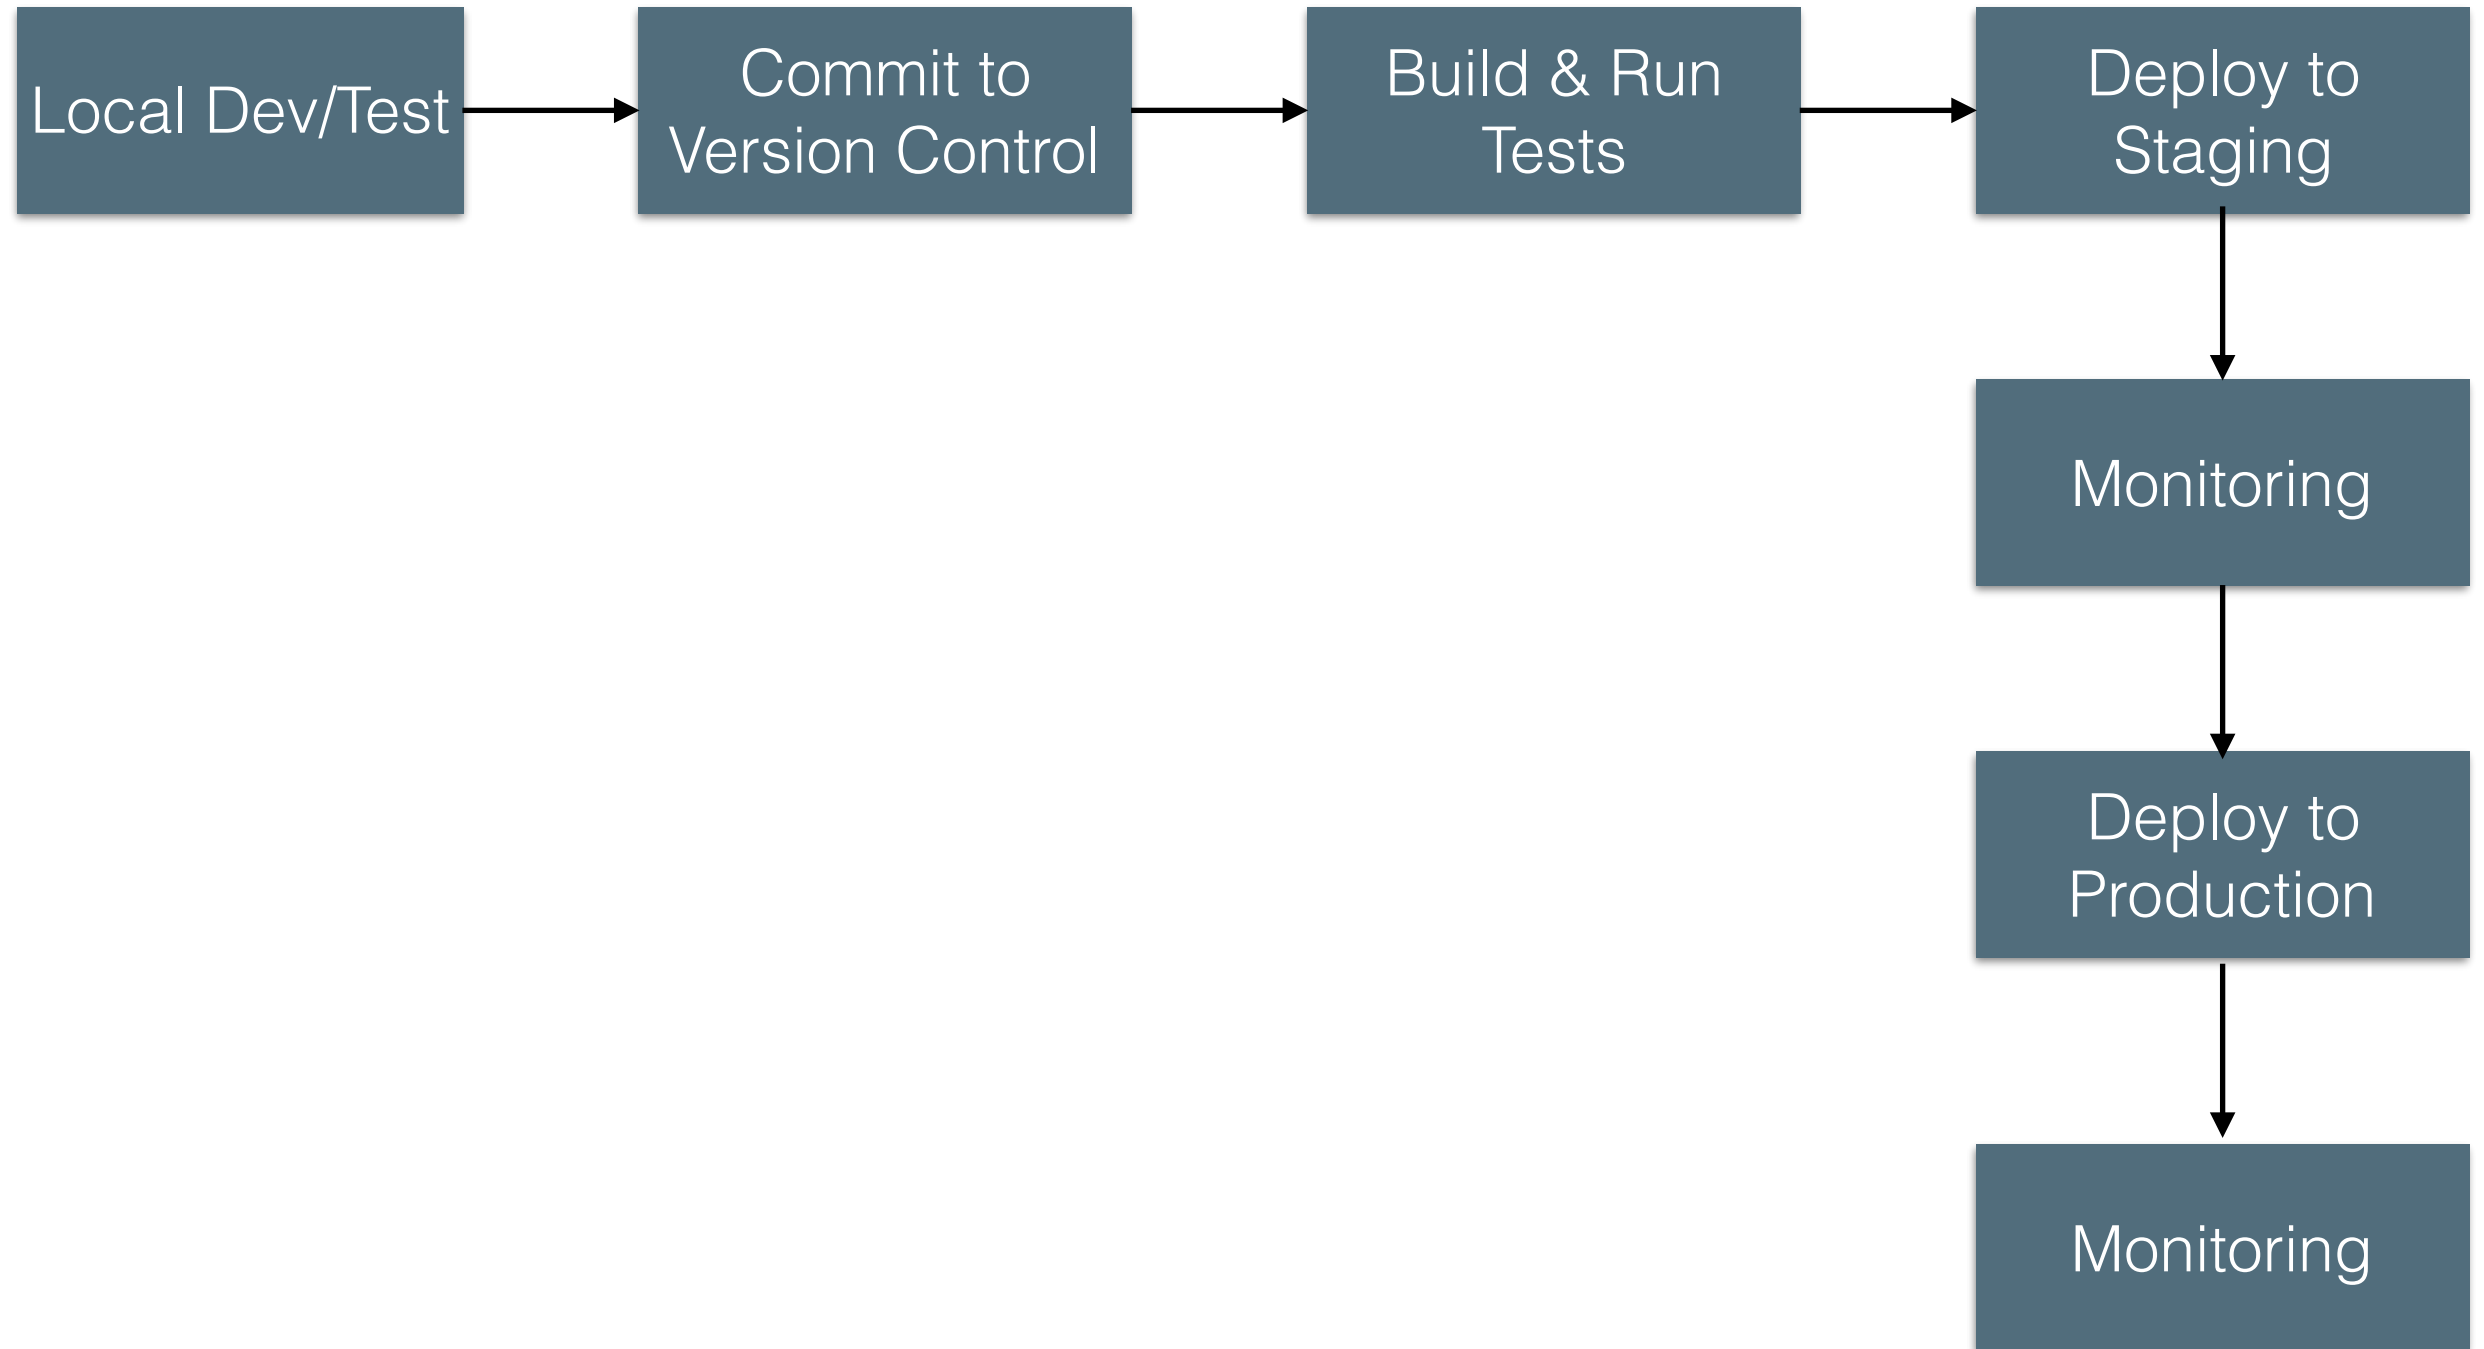 Local Dev/Test
Commit to
Version Control
Build & Run
Tests
Deploy to
Staging
Monitoring
Deploy to
Production
Monitoring